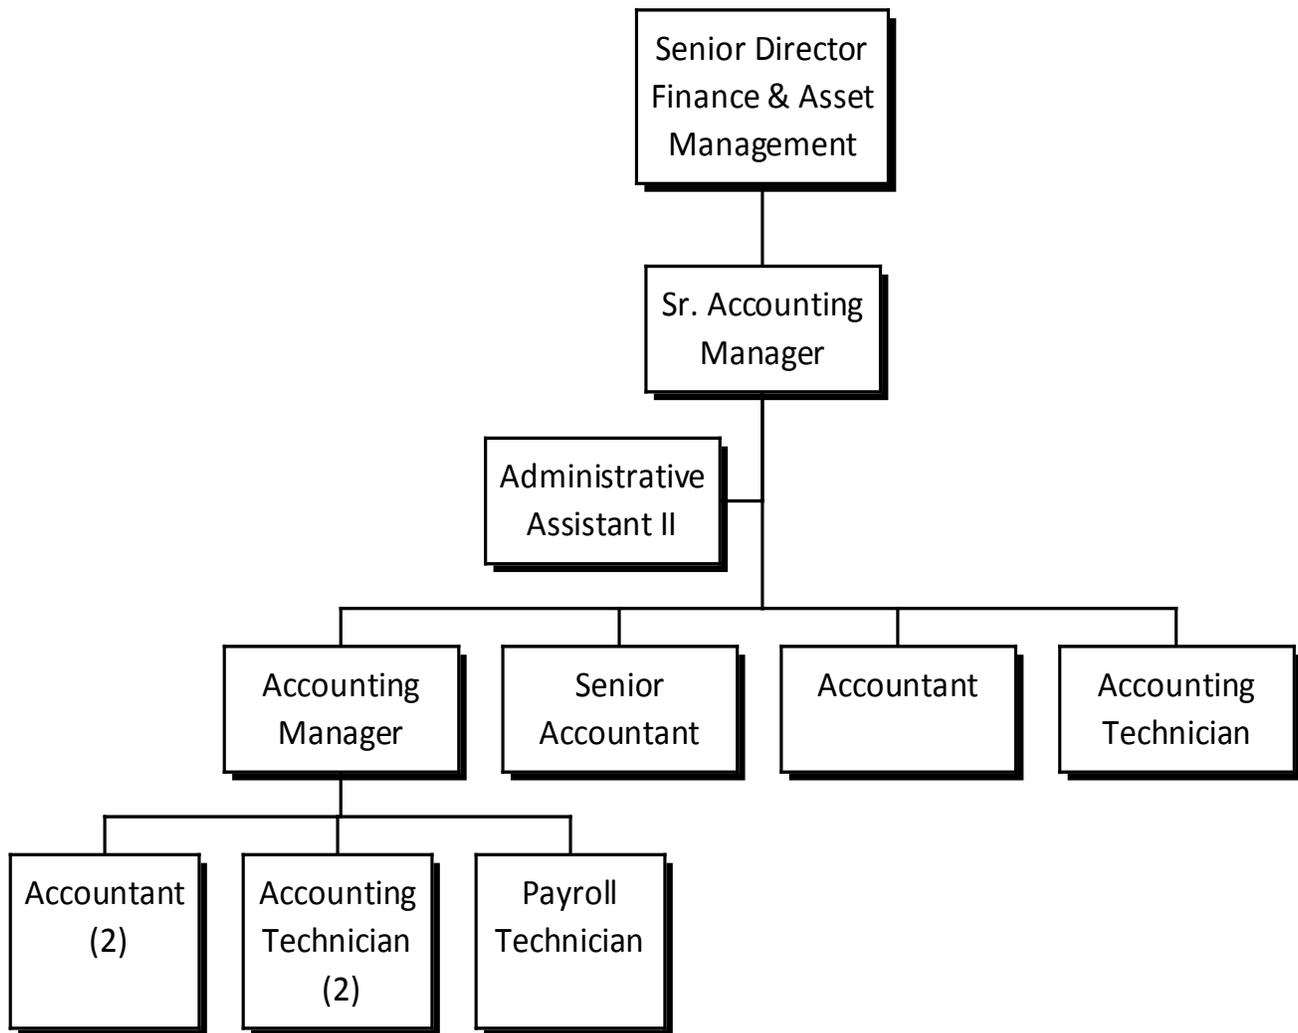 Senior Director
Finance & Asset
Management
Sr. Accounting
Manager
Administrative
Assistant II
Accounting
Manager
Senior
Accountant
Accountant
Accounting
Technician
Accountant
(2)
Accounting
Technician
(2)
Payroll
Technician